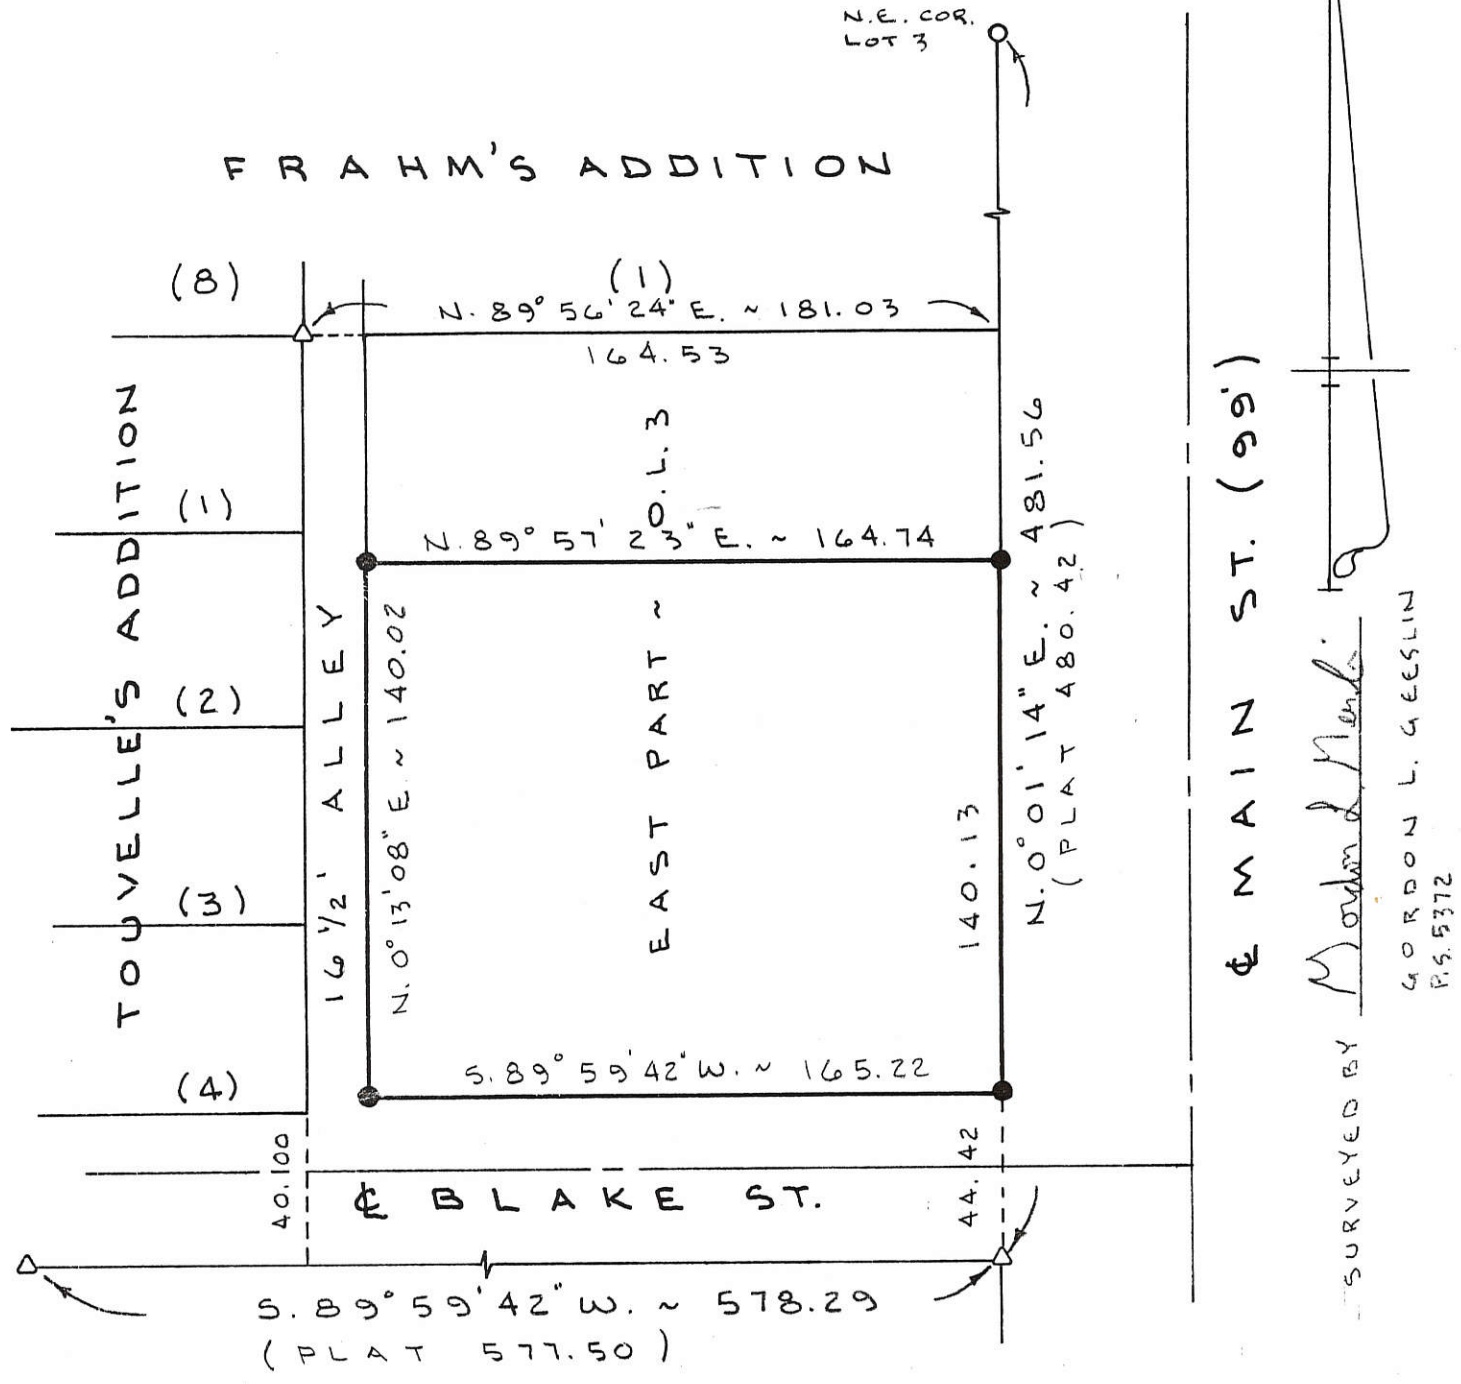 N.E. COR.
LOT 3
FRAHM'S ADDITION
(8)
(1)
N. 89° 56' 24" E. ~ 181.03
164.53
TOUVELLE'S ADDITION
(1)
(2)
(3)
(4)
16 1/2' ALLEY
N. 0° 13' 08" E. ~ 140.02
N. 89° 57' 23" E. ~ 164.74
EAST PART ~ O.L. 3
140.13
N. 0° 01' 14" E. ~ 481.56
(PLAT 480.42)
S. 89° 59' 42" W. ~ 165.22
40.100
44.42
℄ BLAKE ST.
S. 89° 59' 42" W. ~ 578.29
(PLAT 577.50)
℄ MAIN ST. (99')
SURVEYED BY
GORDON L. GEESLIN
P.S. 5372